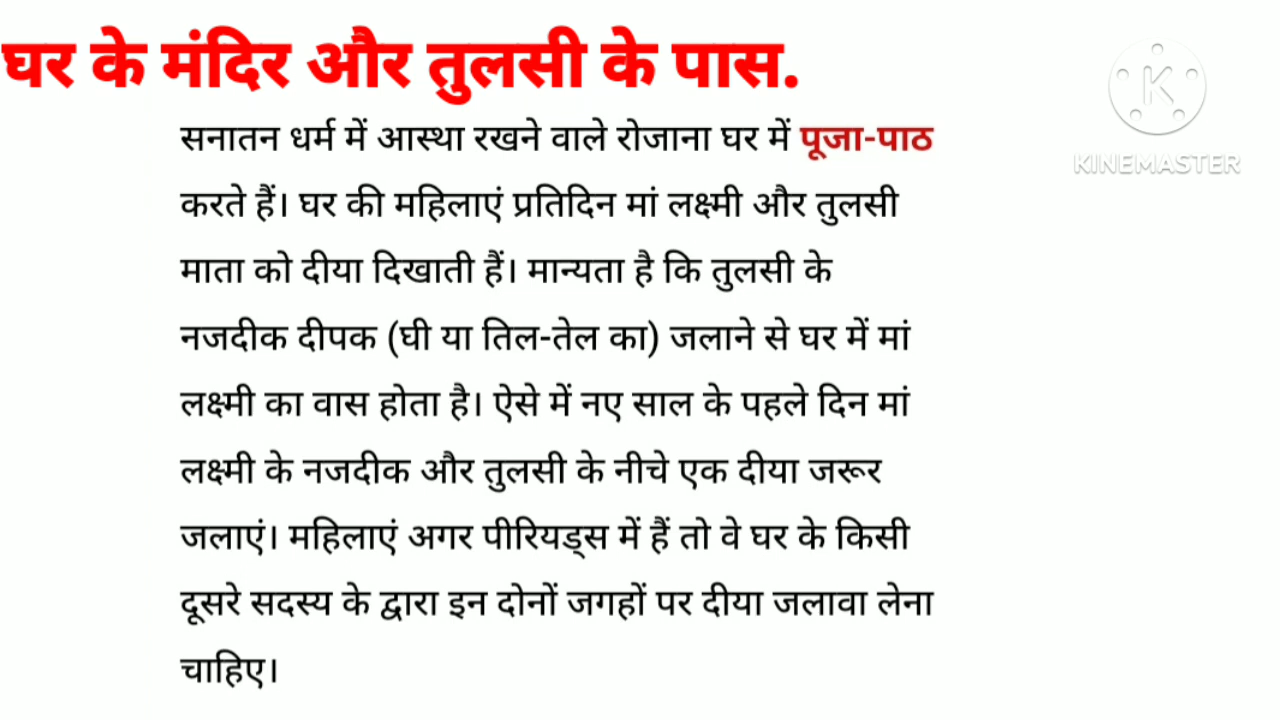 घर के मंदिर और तुलसी के पास.
KINEMASTER
सनातन धर्म में आस्था रखने वाले रोजाना घर में पूजा-पाठ
करते हैं। घर की महिलाएं प्रतिदिन मां लक्ष्मी और तुलसी
माता को दीया दिखाती हैं। मान्यता है कि तुलसी के
नजदीक दीपक (घी या तिल-तेल का) जलाने से घर में मां
लक्ष्मी का वास होता है। ऐसे में नए साल के पहले दिन मां
लक्ष्मी के नजदीक और तुलसी के नीचे एक दीया जरूर
जलाएं। महिलाएं अगर पीरियड्स में हैं तो वे घर के किसी
दूसरे सदस्य के द्वारा इन दोनों जगहों पर दीया जलावा लेना
चाहिए।